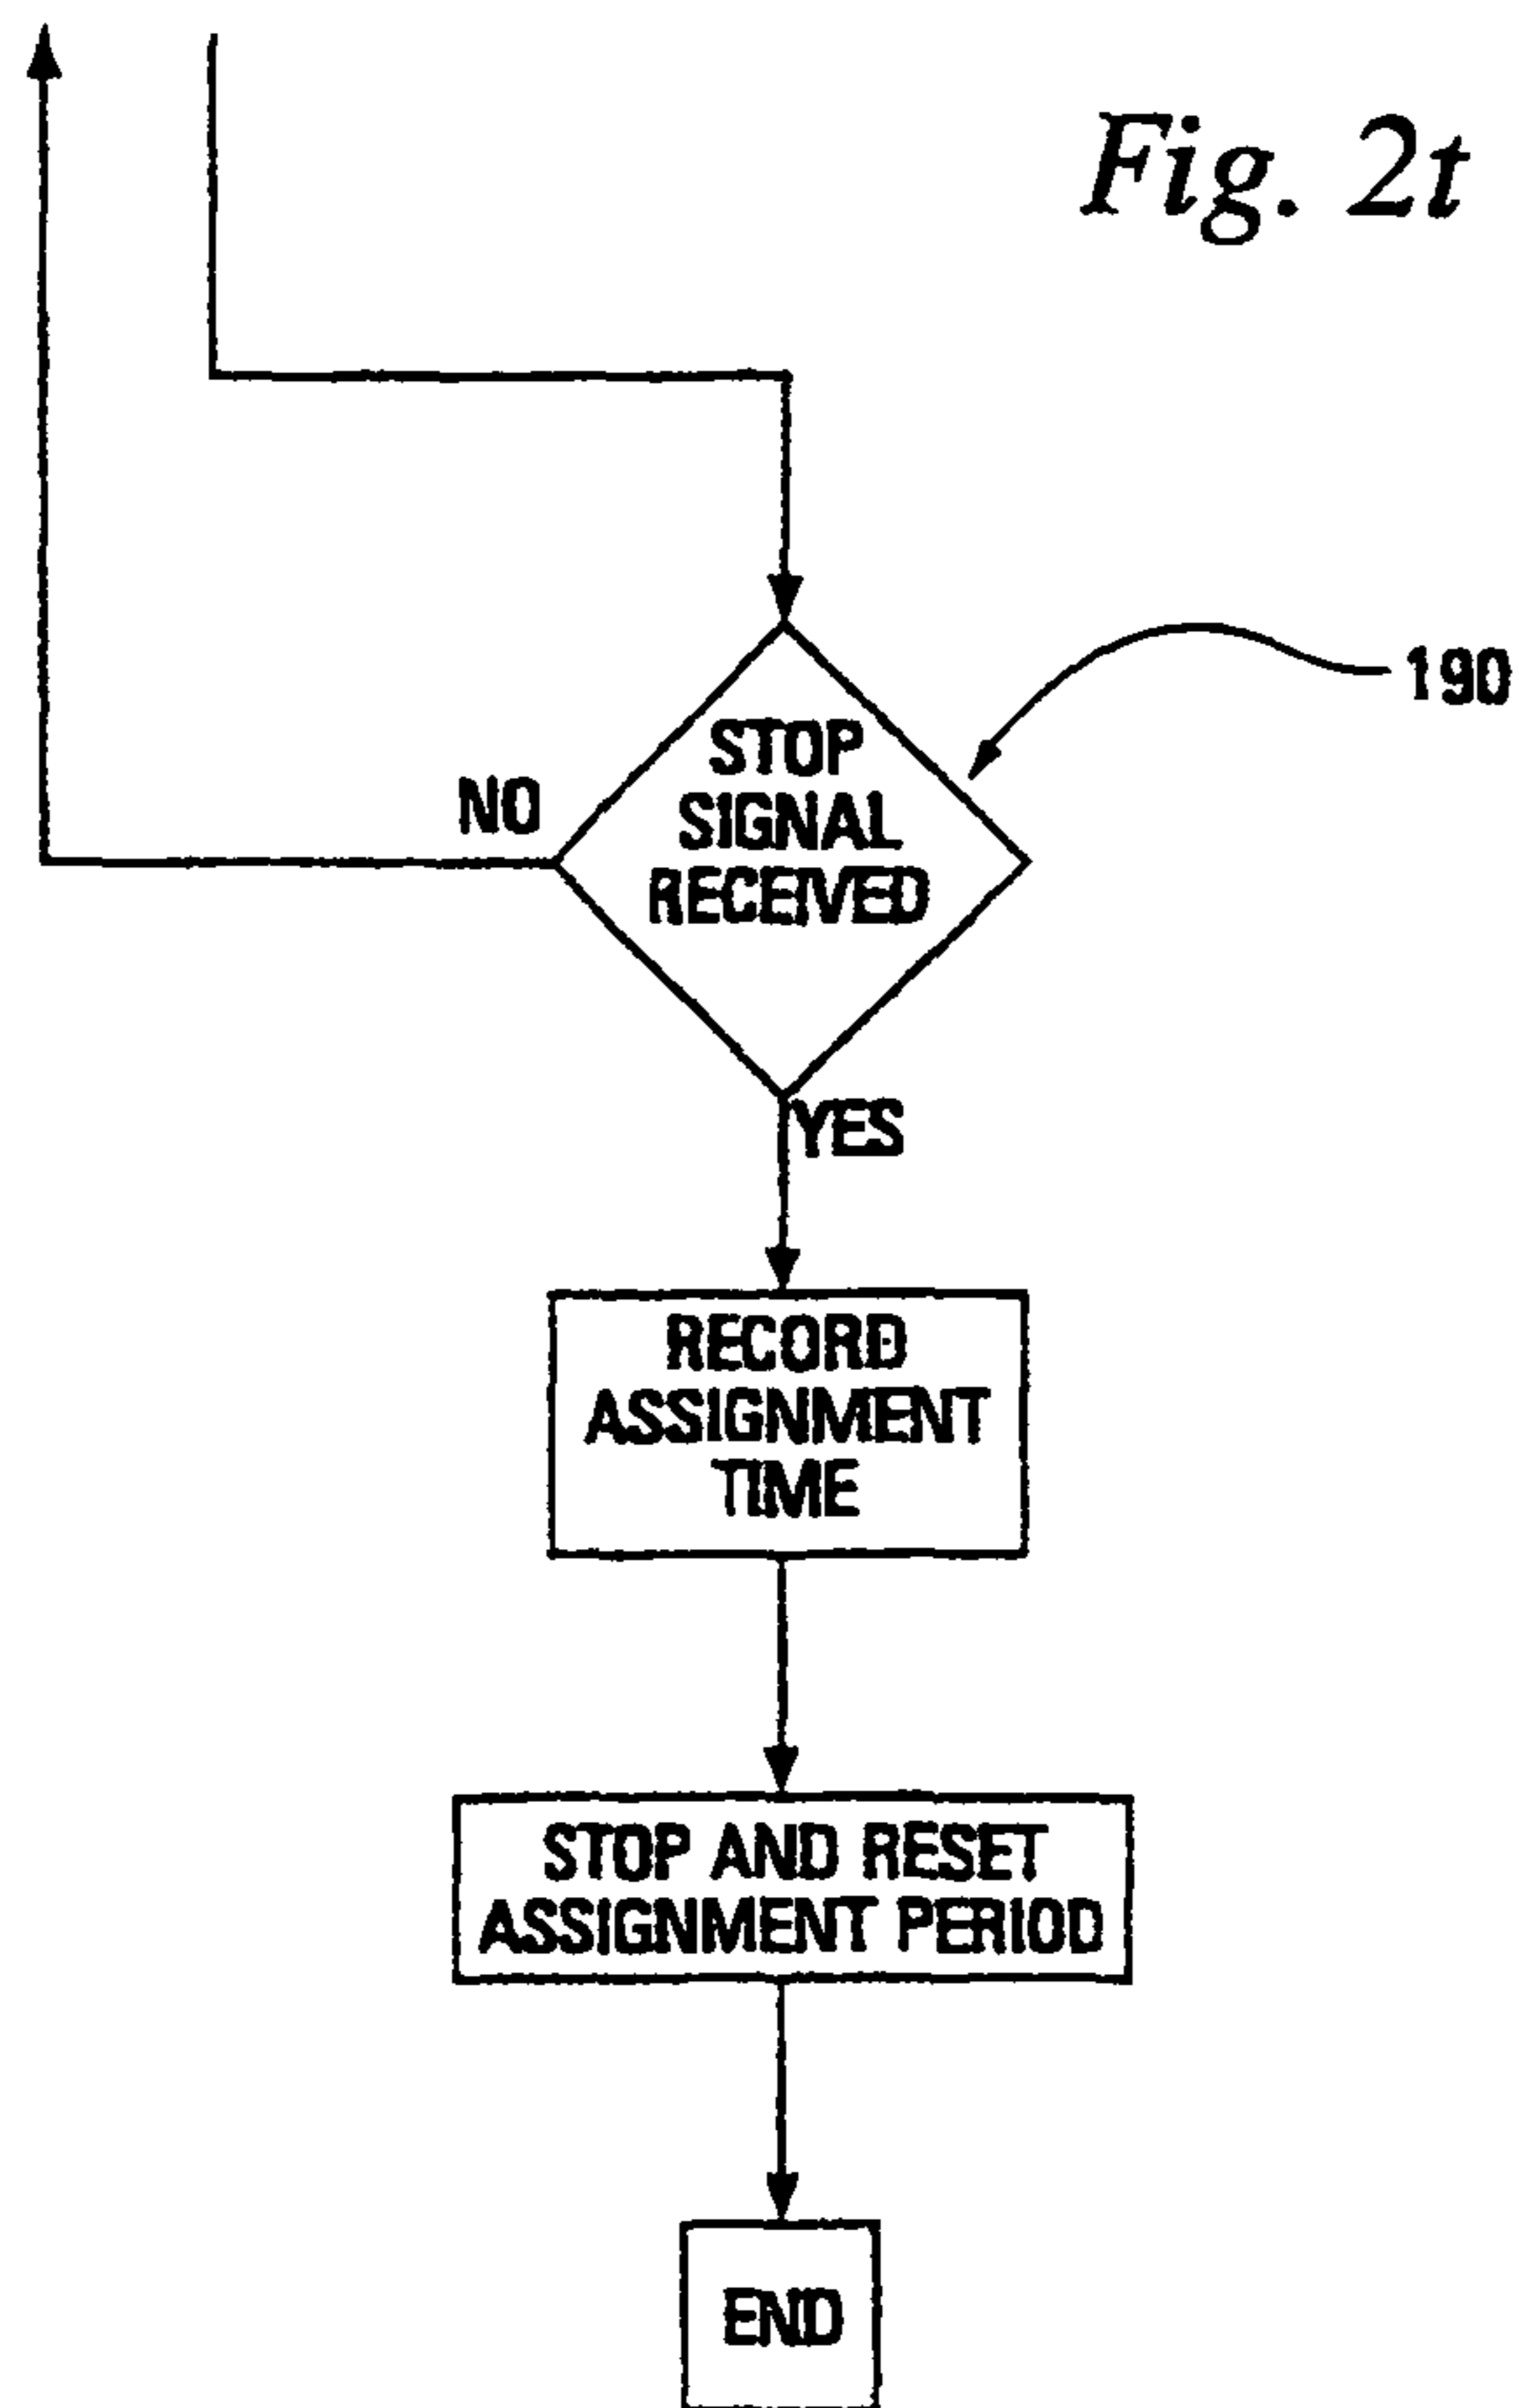 Fig. 2t
190
STOP
SIGNAL
RECEIVED
NO
YES
RECORD
ASSIGNMENT
TIME
STOP AND RESET
ASSIGNMENT PERIOD
END